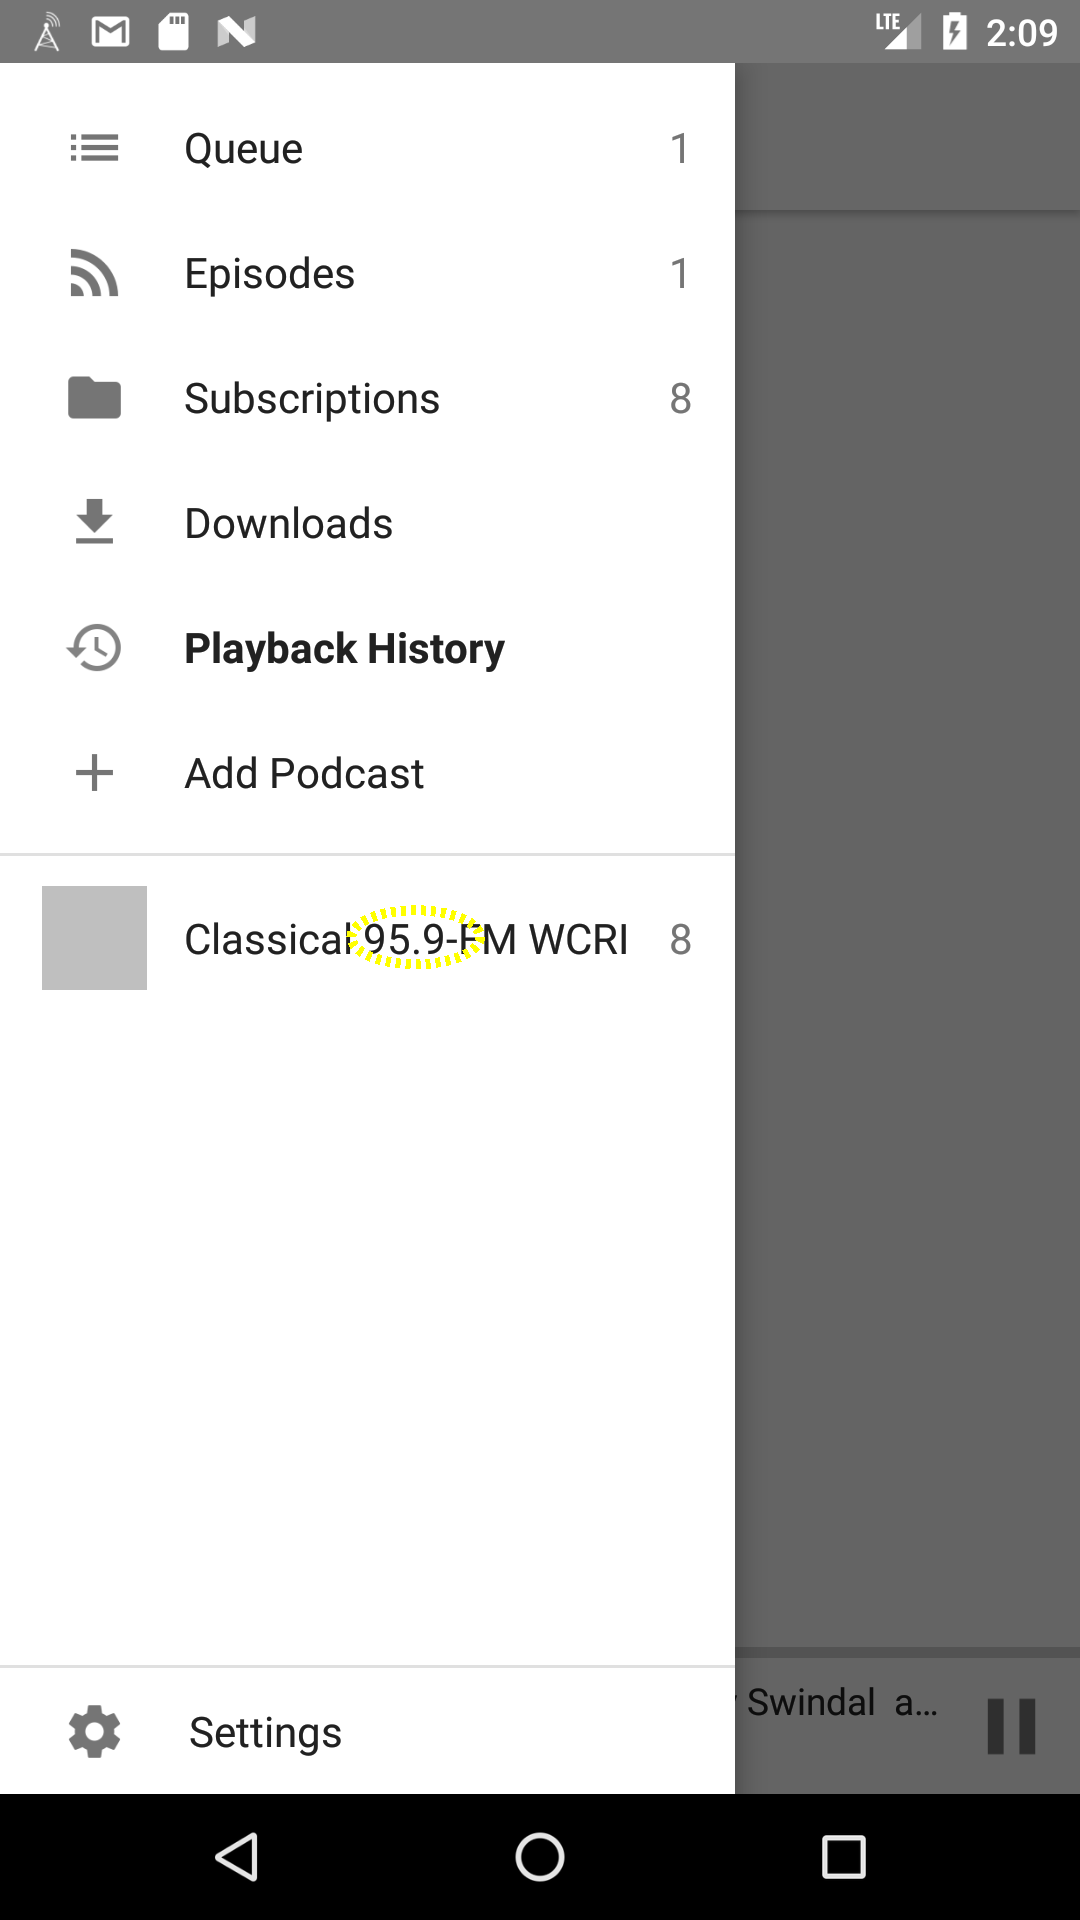 LTE 2:09
Queue 1
Episodes 1
Subscriptions 8
Downloads
Playback History
Add Podcast
Classical 95.9-FM WCRI 8
Swindal a...
Settings